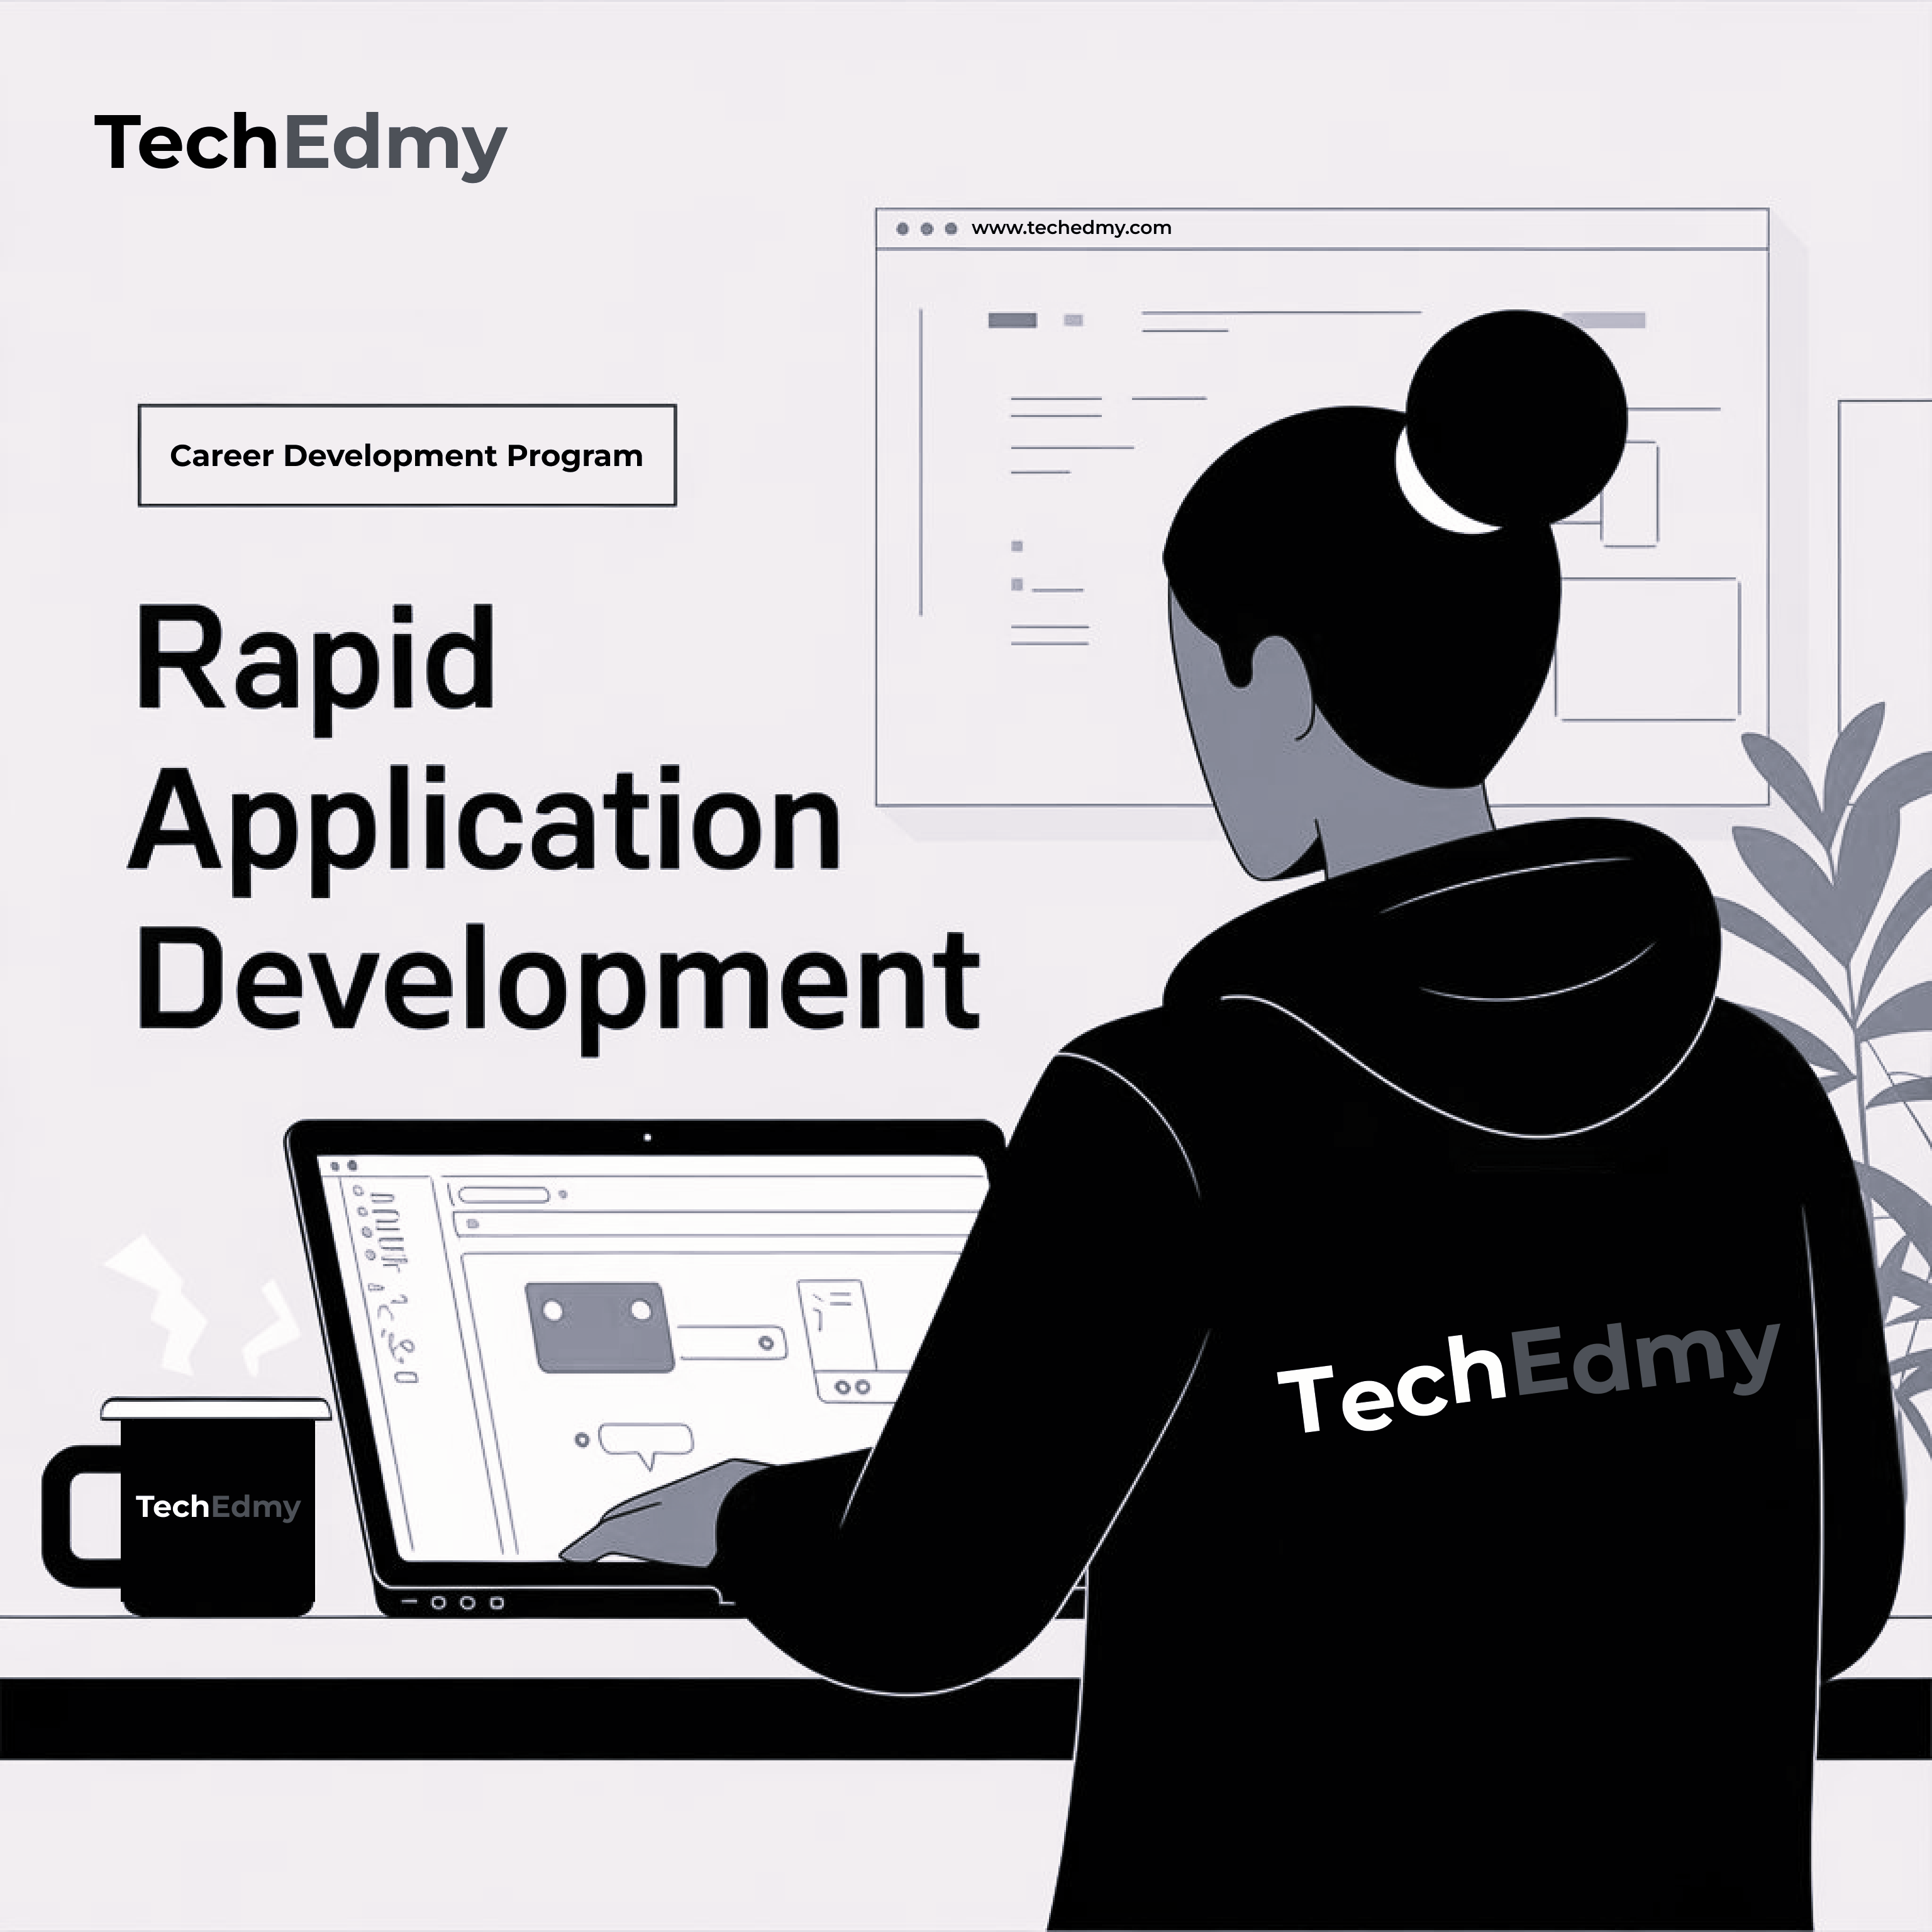 TechEdmy
www.techedmy.com
Career Development Program
Rapid
Application
Development
TechEdmy
TechEdmy